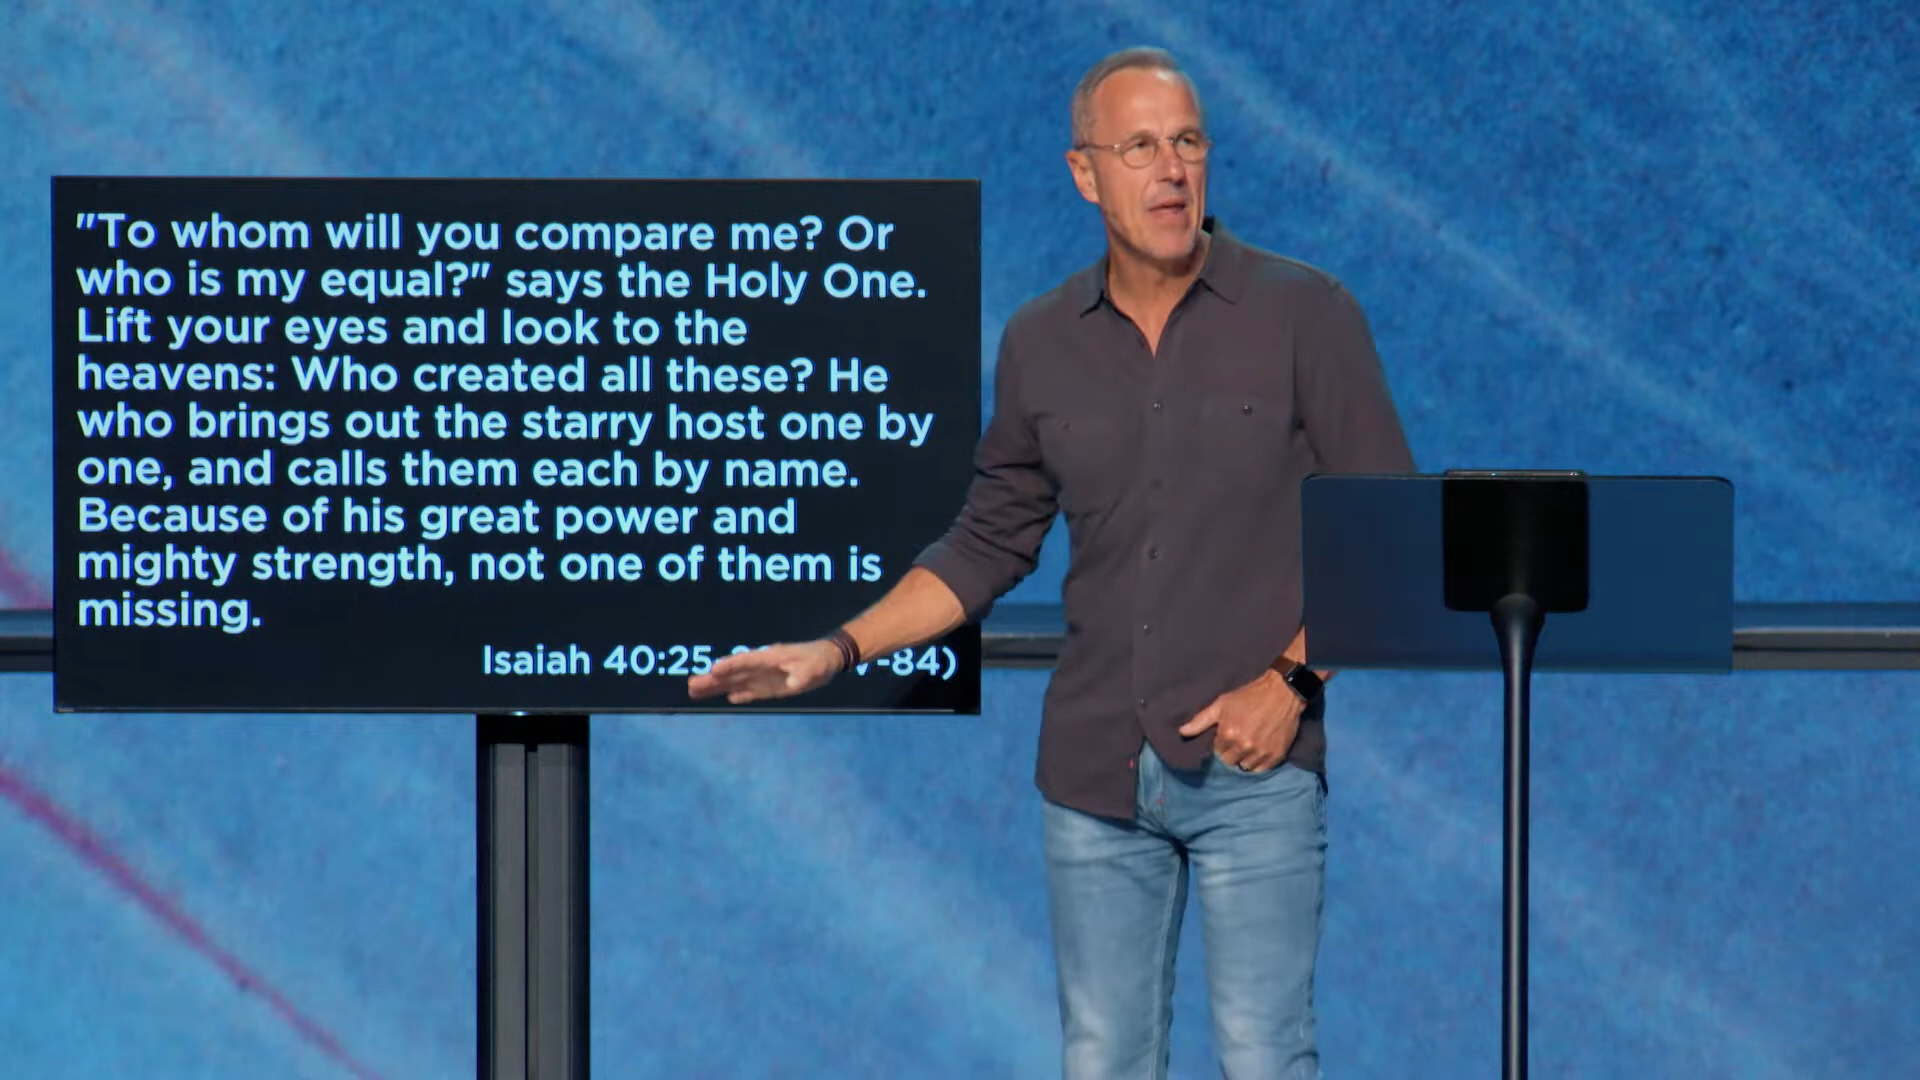 "To whom will you compare me? Or
who is my equal?" says the Holy One.
Lift your eyes and look to the
heavens: Who created all these? He
who brings out the starry host one by
one, and calls them each by name.
Because of his great power and
mighty strength, not one of them is
missing.
Isaiah 40:25- -84)